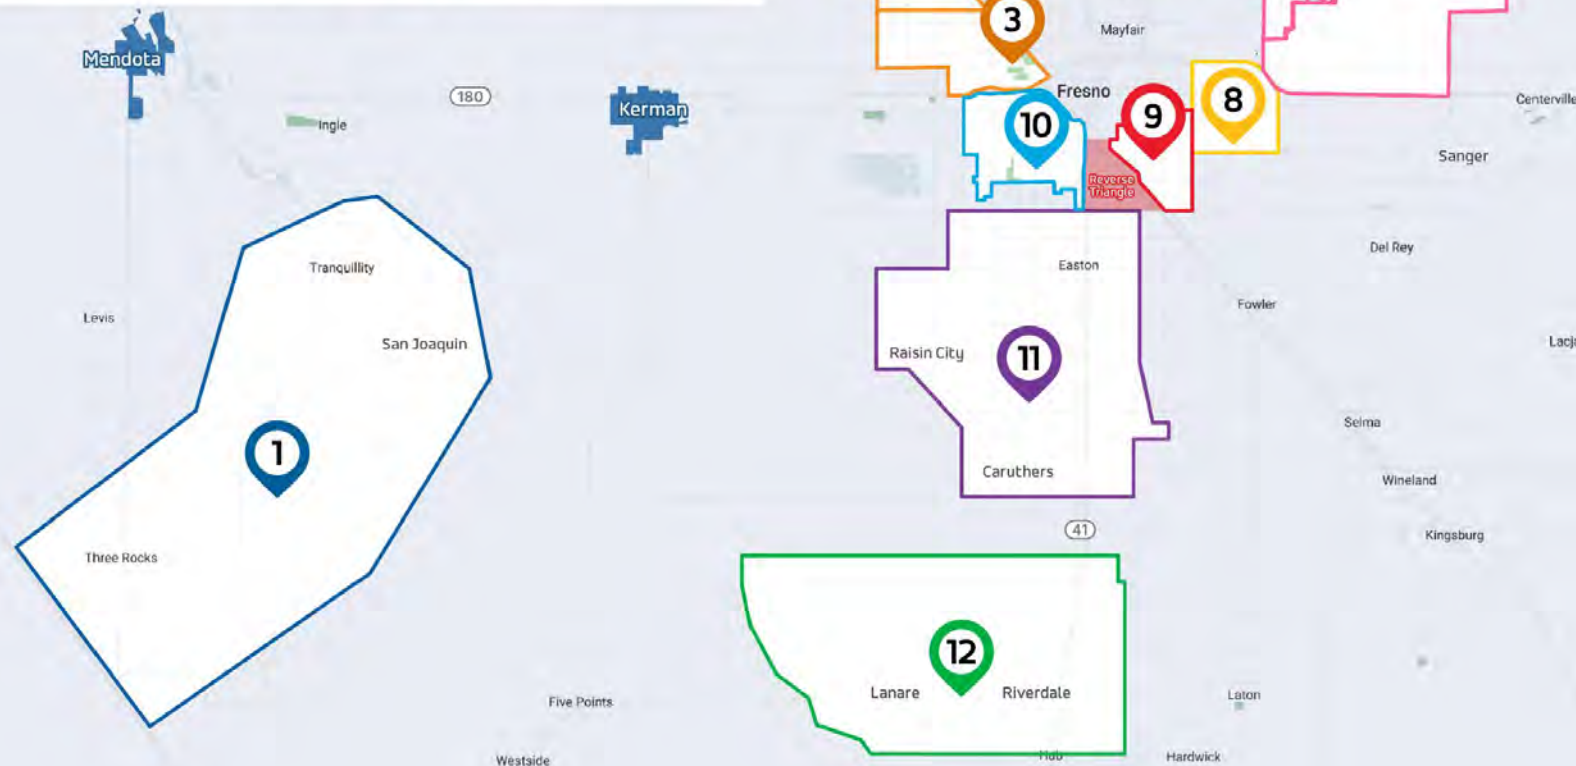 3
Mayfair
Mendota
180
Ingle
Kerman
Fresno
10
9
8
Centerville
Sanger
Reverse
Triangle
Tranquillity
Easton
Del Rey
Levis
Fowler
San Joaquin
Raisin City
11
Selma
1
Caruthers
Wineland
41
Kingsburg
Three Rocks
12
Lanare
Riverdale
Laton
Five Points
Westside
Hub
Hardwick